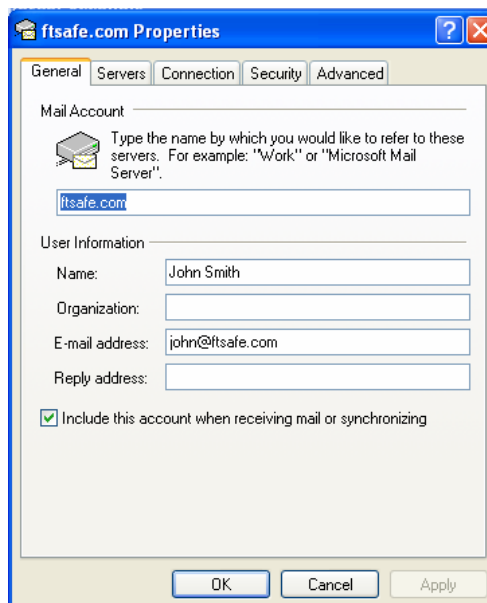 ftsafe.com Properties
General Servers Connection Security Advanced
Mail Account
Type the name by which you would like to refer to these
servers. For example: "Work" or "Microsoft Mail
Server".
ftsafe.com
User Information
Name: John Smith
Organization:
E-mail address: john@ftsafe.com
Reply address:
Include this account when receiving mail or synchronizing
OK Cancel Apply